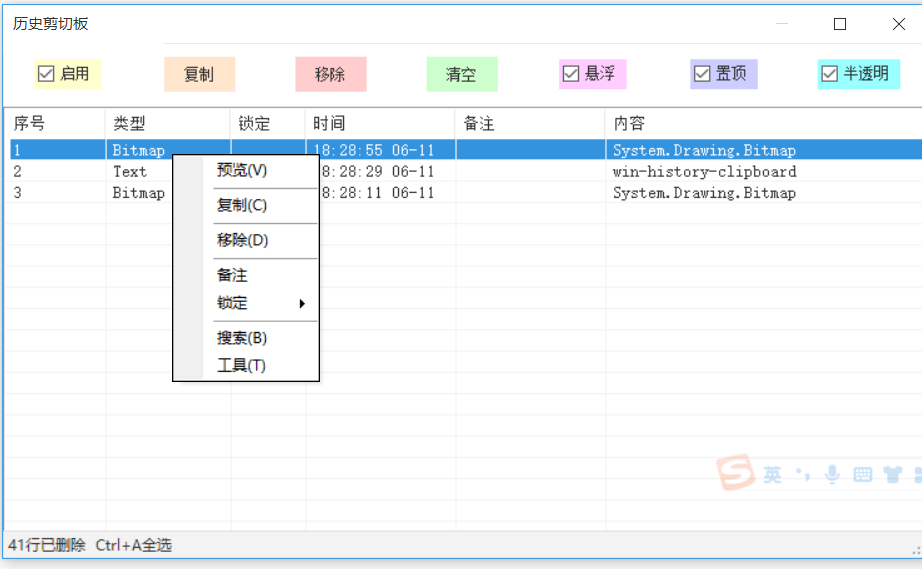 历史剪切板
启用 复制 移除 清空 悬浮 置顶 半透明
序号 类型 锁定 时间 备注 内容
1 Bitmap 18:28:55 06-11 System.Drawing.Bitmap
2 Text 8:28:29 06-11 win-history-clipboard
3 Bitmap 8:28:11 06-11 System.Drawing.Bitmap
预览(V)
复制(C)
移除(D)
备注
锁定
搜索(B)
工具(T)
S 英
41行已删除 Ctrl+A全选